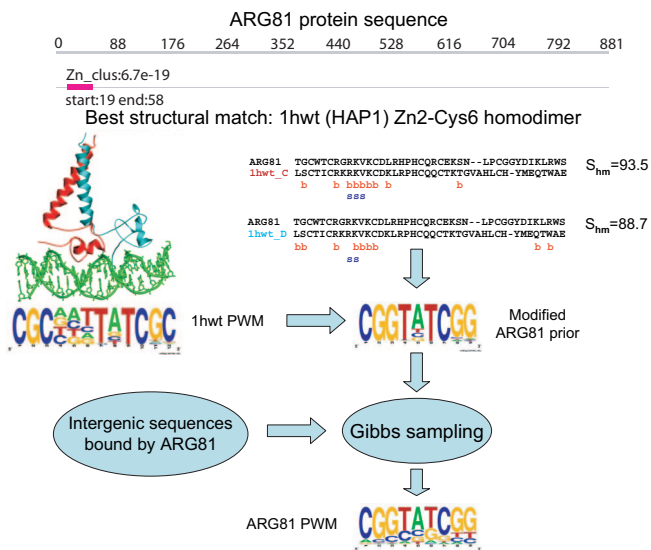 ARG81 protein sequence
0 88 176 264 352 440 528 616 704 792 881
Zn_clus:6.7e-19
start:19 end:58
Best structural match: 1hwt (HAP1) Zn2-Cys6 homodimer
ARG81 TGCWTCRGRKVKCDLRHPHCQRCEKSN--LPCGGYDIKLRWS
1hwt_C LSCTICRKRKVKCDKLRPHCQQCTKTGVAHLCH-YMEQTWAE
b b bbbbb b b
sss
Shm=93.5
ARG81 TGCWTCRGRKVKCDLRHPHCQRCEKSN--LPCGGYDIKLRWS
1hwt_D LSCTICRKRKVKCDKLRPHCQQCTKTGVAHLCH-YMEQTWAE
bb b bbbb b b
ss
Shm=88.7
1hwt PWM
CGGTATCGG
Modified
ARG81 prior
Intergenic sequences
bound by ARG81
Gibbs sampling
ARG81 PWM